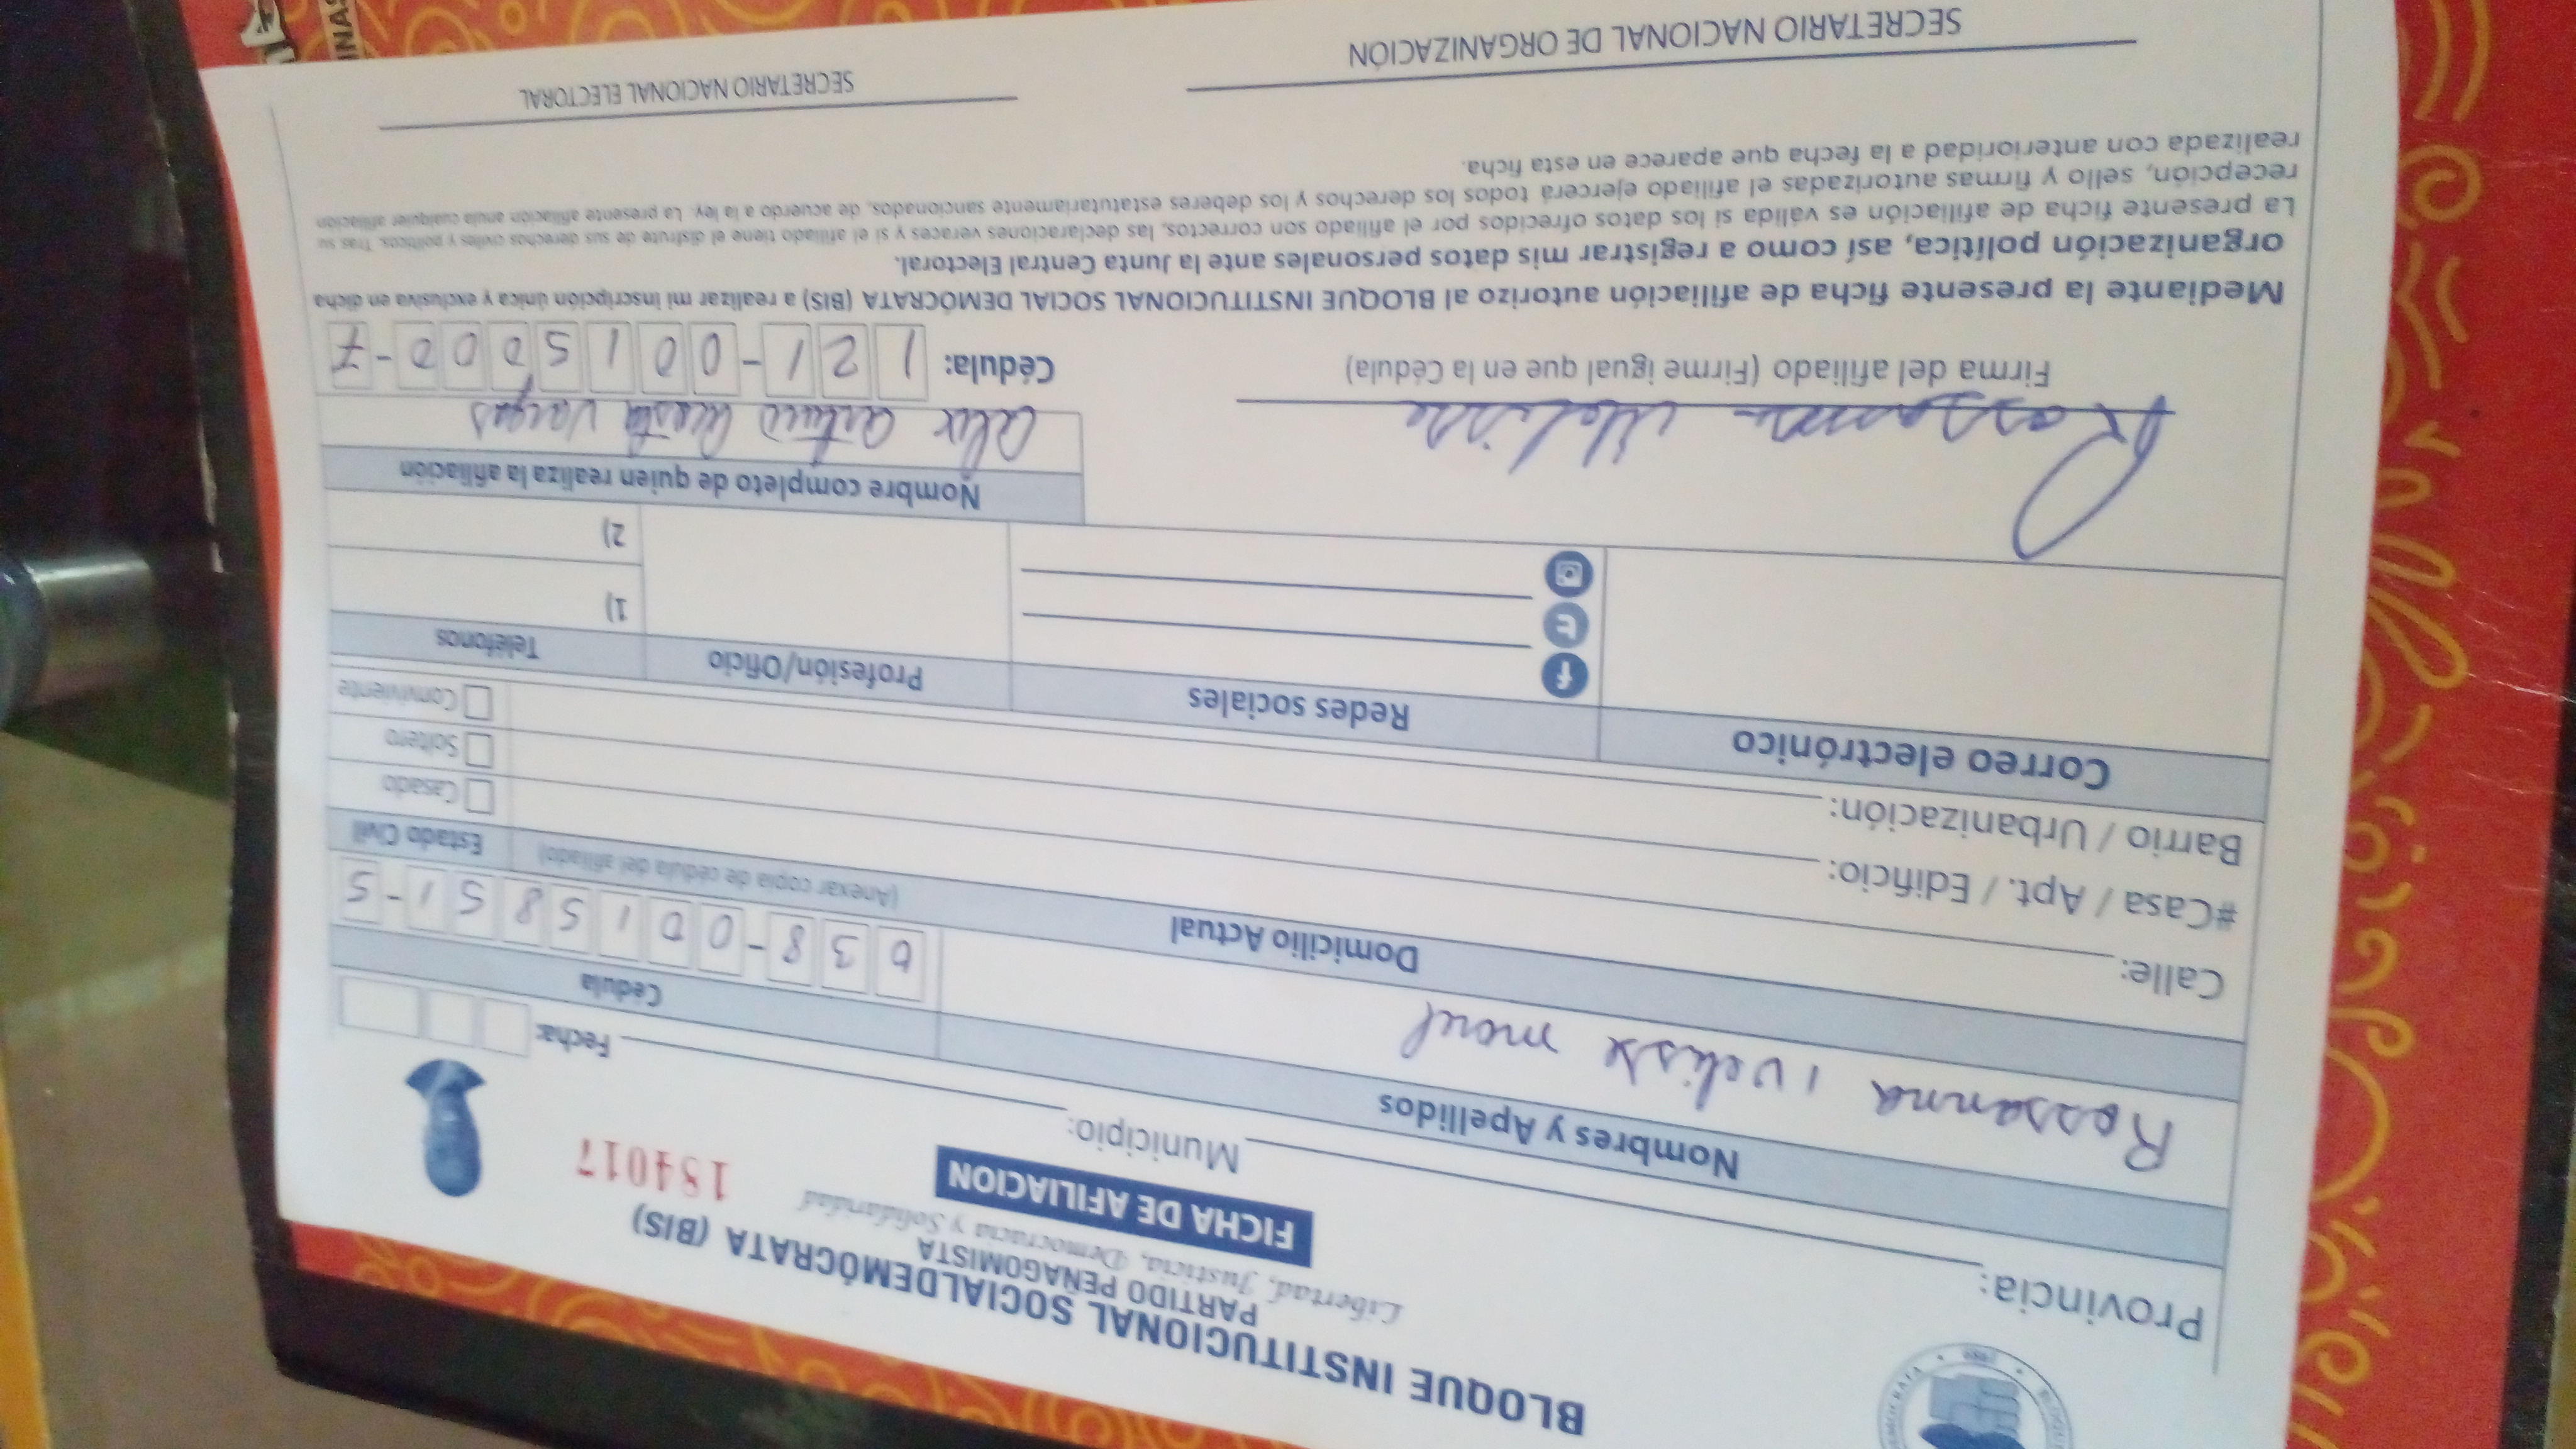 BLOQUE INSTITUCIONAL SOCIALDEMÓCRATA (BIS)
PARTIDO PEÑAGOMISTA
Libertad, Justicia, Democracia y Solidaridad
FICHA DE AFILIACION
184017
Provincia:
Municipio:
Fecha:
Nombres y Apellidos
Cédula
Rossanna ivelisse morel
038-0015851-5
Domicilio Actual
(Anexar copia de cédula del afiliado)
Estado Civil
Calle:
Casado
#Casa / Apt. / Edificio:
Soltero
Barrio / Urbanización:
Conviviente
Correo electrónico
Redes sociales
Profesión/Oficio
Teléfonos
1)
2)
Nombre completo de quien realiza la afiliación
Rossanna ivelisse
Alex arturo Acosta Vargas
Firma del afiliado (Firme igual que en la Cédula)
Cédula: 121-0015000-7
Mediante la presente ficha de afiliación autorizo al BLOQUE INSTITUCIONAL SOCIAL DEMÓCRATA (BIS) a realizar mi inscripción única y exclusiva en dicha
organización política, así como a registrar mis datos personales ante la Junta Central Electoral.
La presente ficha de afiliación es válida si los datos ofrecidos por el afiliado son correctos, las declaraciones veraces y si el afiliado tiene el disfrute de sus derechos civiles y políticos. Tras su
recepción, sello y firmas autorizadas el afiliado ejercerá todos los derechos y los deberes estatutariamente sancionados, de acuerdo a la ley. La presente afiliación anula cualquier afiliación
realizada con anterioridad a la fecha que aparece en esta ficha.
SECRETARIO NACIONAL DE ORGANIZACIÓN
SECRETARIO NACIONAL ELECTORAL